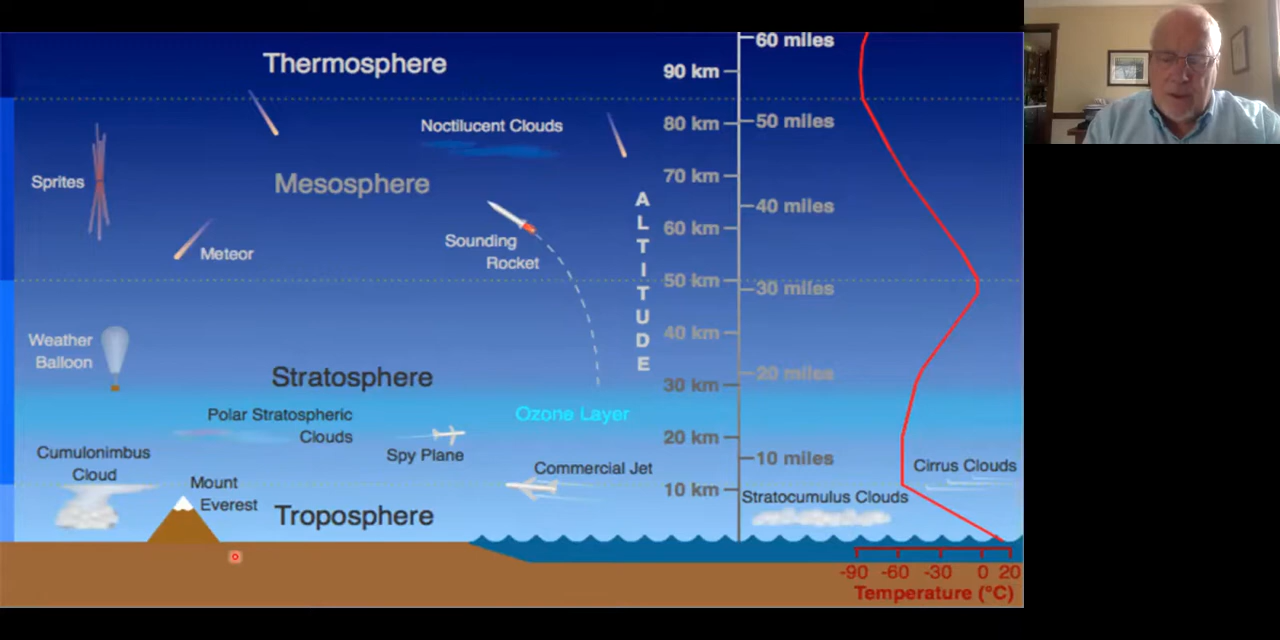 Thermosphere
60 miles
90 km
Noctilucent Clouds
80 km
50 miles
Sprites
Mesosphere
70 km
40 miles
A
L
T
I
T
U
D
E
60 km
Sounding
Rocket
Meteor
50 km
30 miles
Weather
Balloon
40 km
Stratosphere
30 km
20 miles
Polar Stratospheric
Clouds
Ozone Layer
20 km
Spy Plane
10 miles
Cumulonimbus
Cloud
Commercial Jet
Cirrus Clouds
Mount
Everest
10 km
Stratocumulus Clouds
Troposphere
-90 -60 -30 0 20
Temperature (°C)